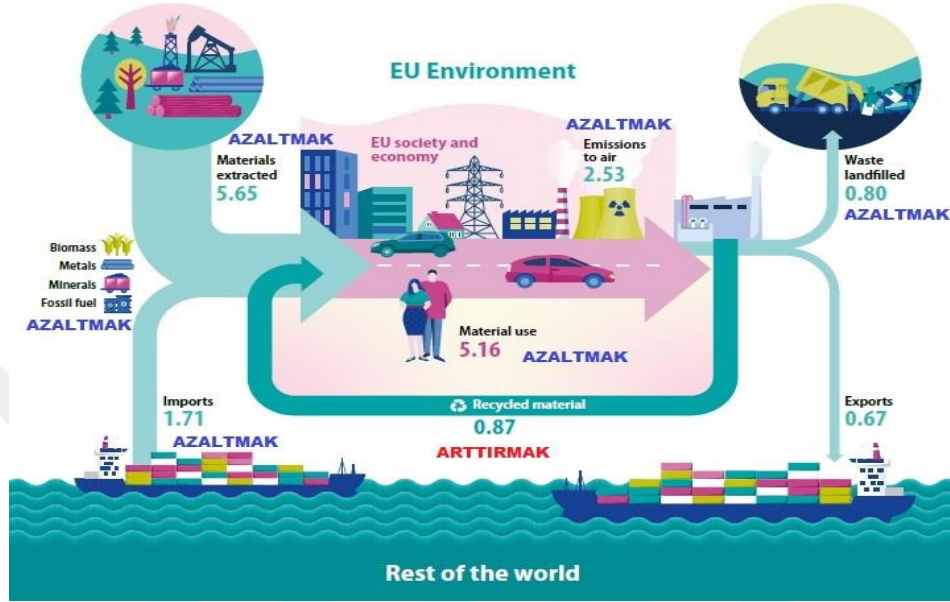 EU Environment
AZALTMAK
Materials
extracted
5.65
EU society and
economy
AZALTMAK
Emissions
to air
2.53
Waste
landfilled
0.80
AZALTMAK
Biomass
Metals
Minerals
Fossil fuel
AZALTMAK
Material use
5.16
AZALTMAK
Imports
1.71
AZALTMAK
Recycled material
0.87
ARTTIRMAK
Exports
0.67
Rest of the world